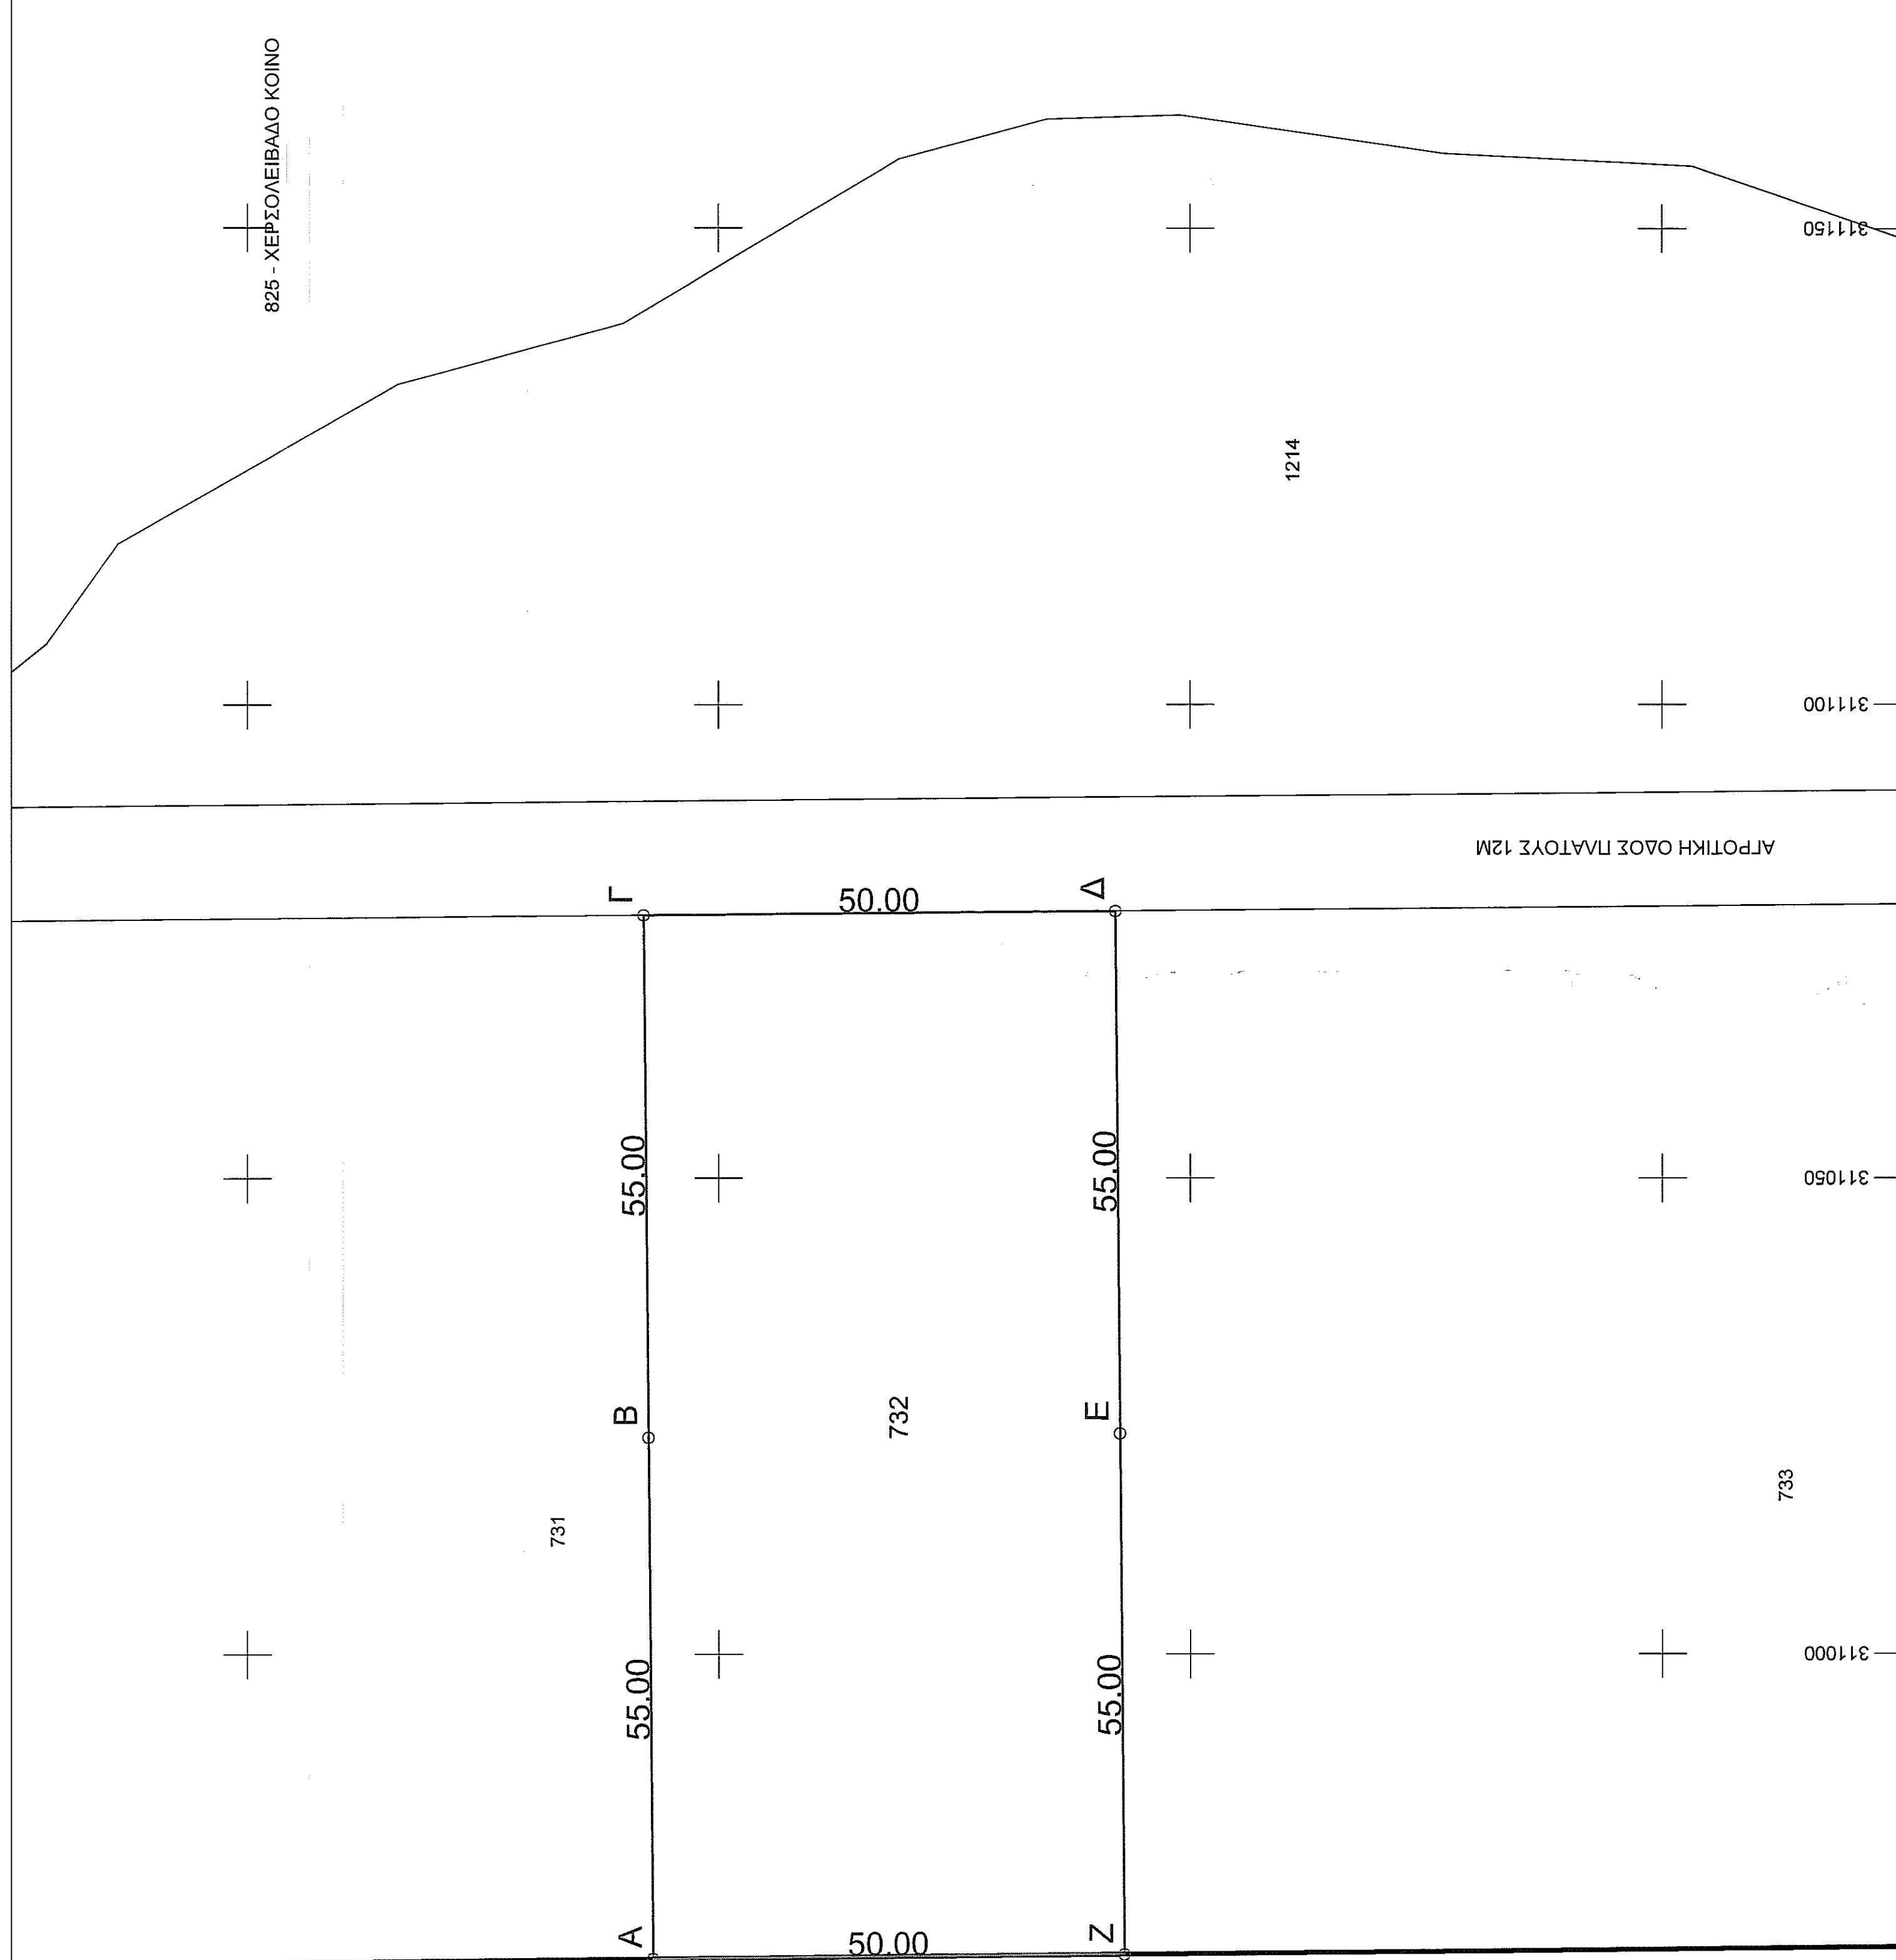 825 - ΧΕΡΣΟΛΕΙΒΑΔΟ ΚΟΙΝΟ
311150
1214
311100
ΑΓΡΟΤΙΚΗ ΟΔΟΣ ΠΛΑΤΟΥΣ 12Μ
Γ
50.00
Δ
55.00
55.00
311050
Β
732
Ε
731
733
311000
55.00
55.00
Α
50.00
Ζ